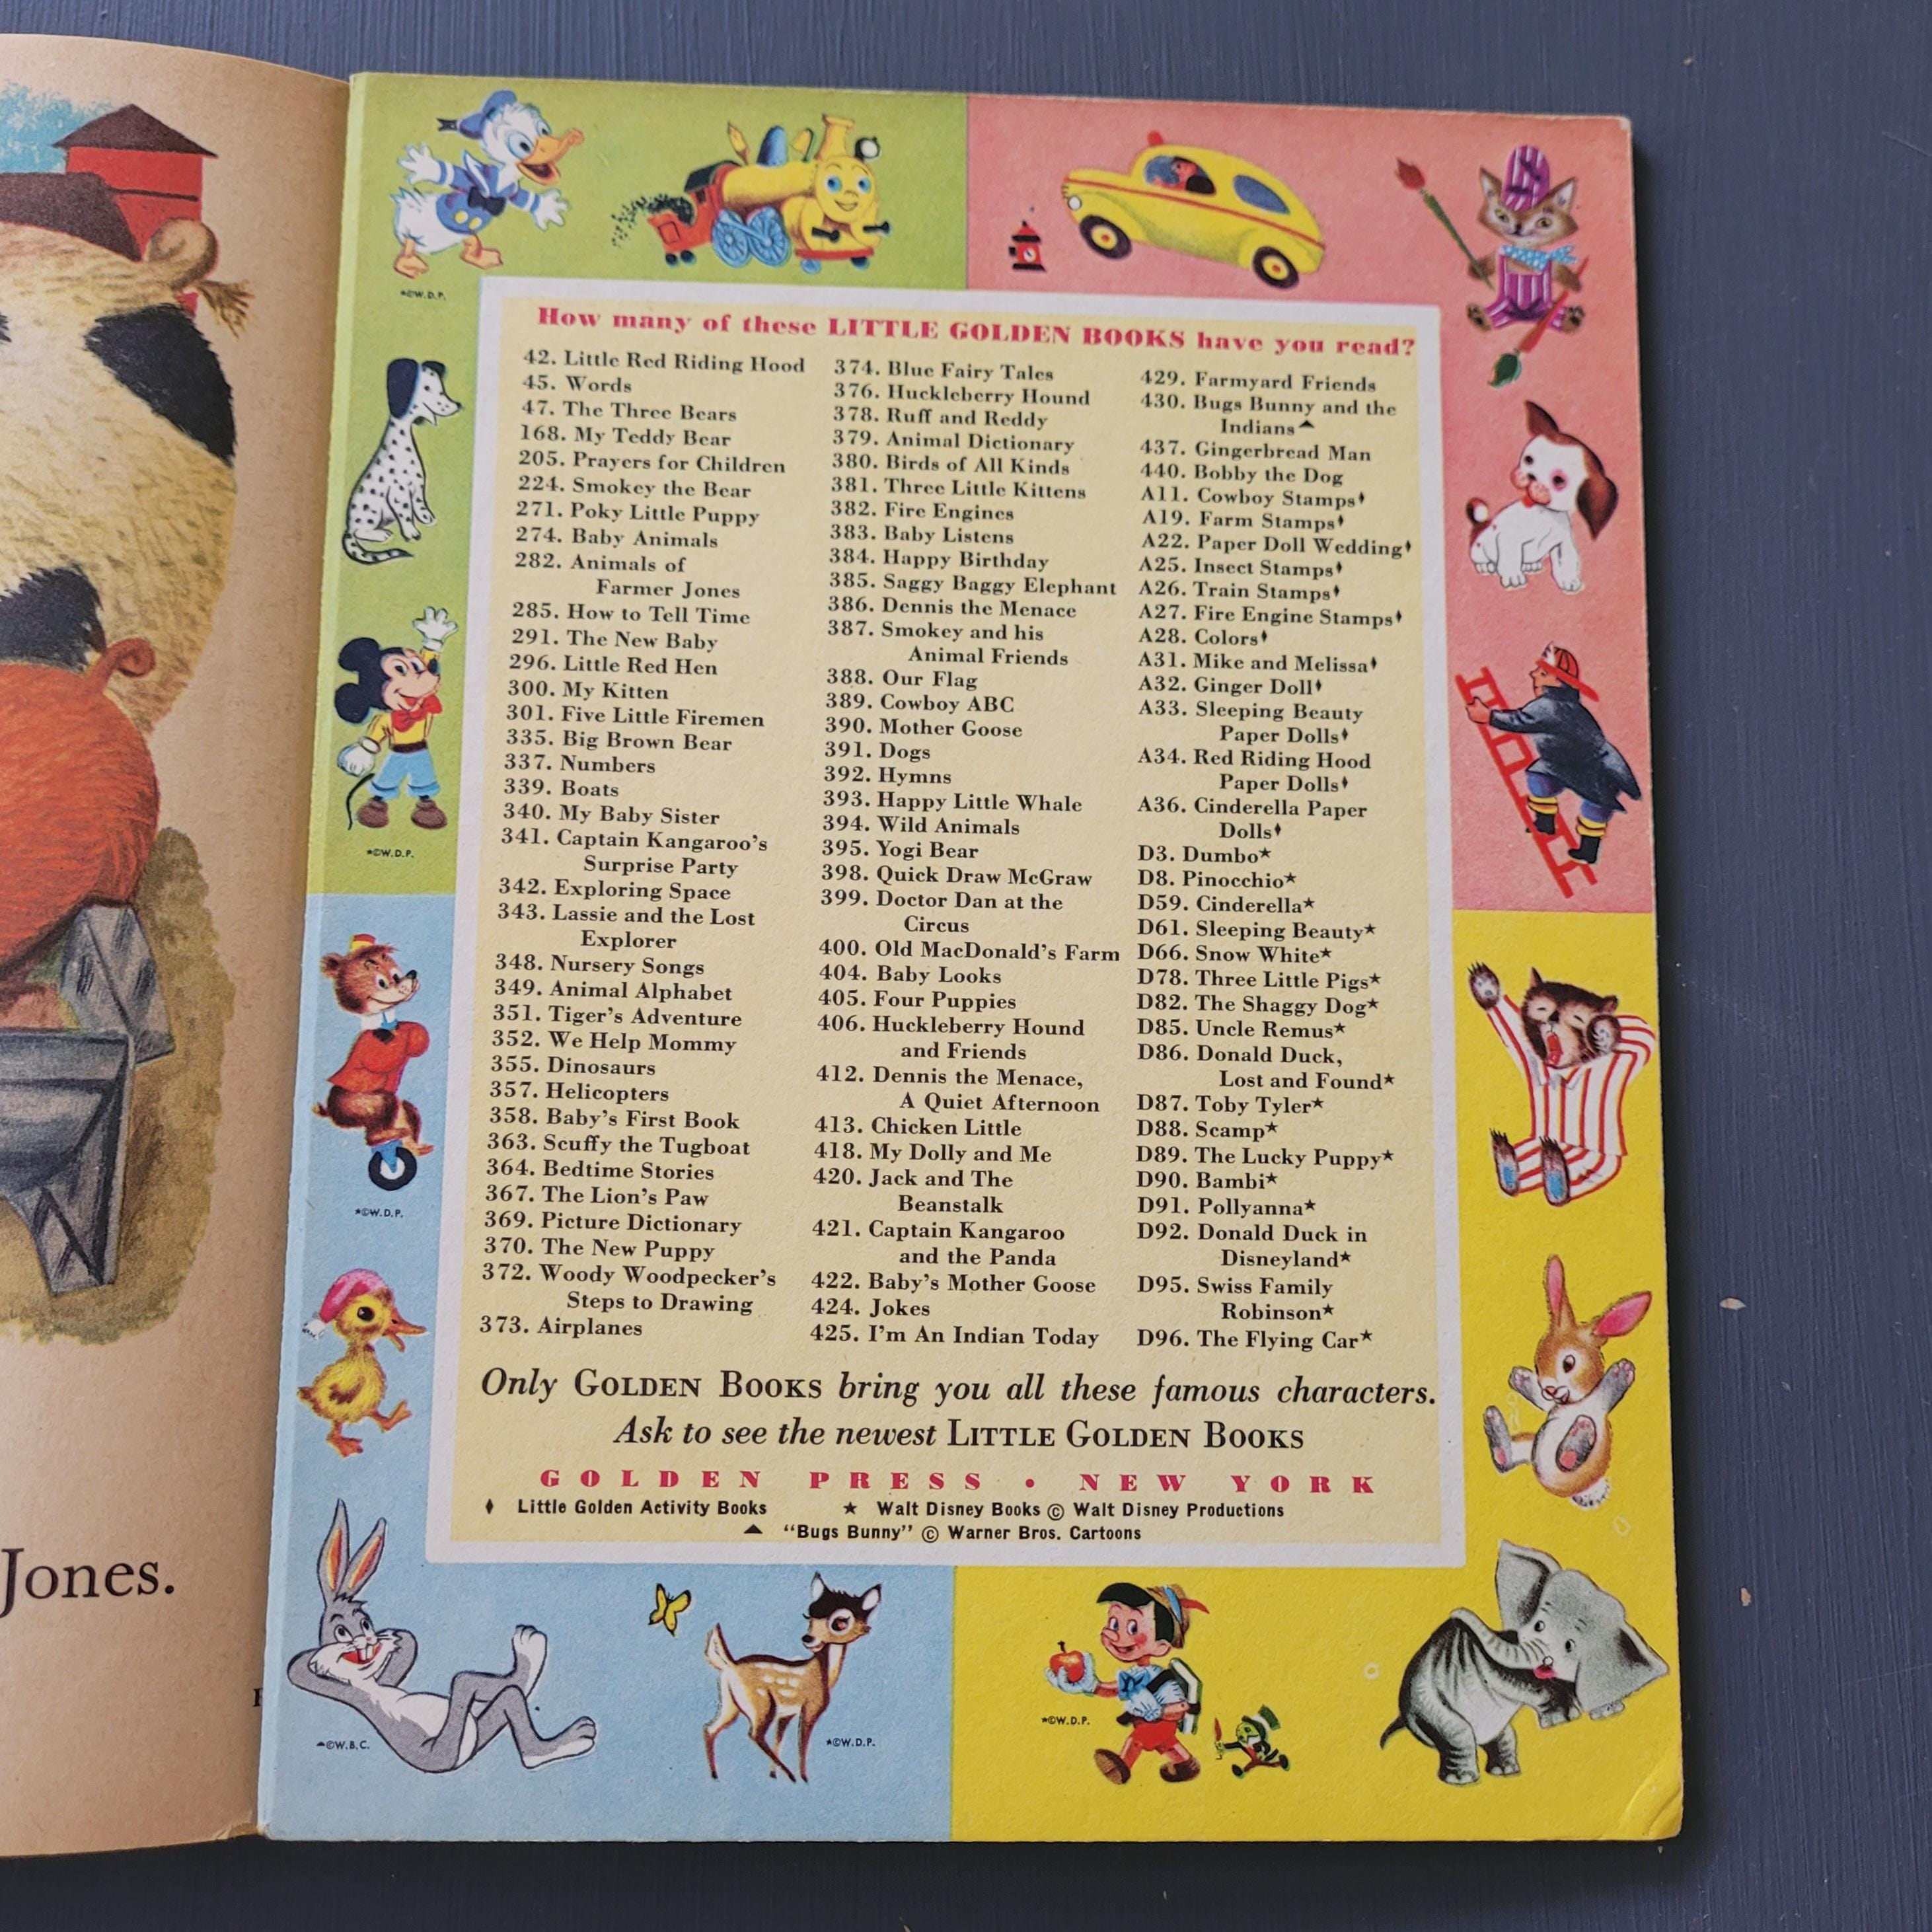 Jones.
*©W.D.P.
*©W.D.P.
*©W.D.P.
How many of these LITTLE GOLDEN BOOKS have you read?
42. Little Red Riding Hood
45. Words
47. The Three Bears
168. My Teddy Bear
205. Prayers for Children
224. Smokey the Bear
271. Poky Little Puppy
274. Baby Animals
282. Animals of
Farmer Jones
285. How to Tell Time
291. The New Baby
296. Little Red Hen
300. My Kitten
301. Five Little Firemen
335. Big Brown Bear
337. Numbers
339. Boats
340. My Baby Sister
341. Captain Kangaroo's
Surprise Party
342. Exploring Space
343. Lassie and the Lost
Explorer
348. Nursery Songs
349. Animal Alphabet
351. Tiger's Adventure
352. We Help Mommy
355. Dinosaurs
357. Helicopters
358. Baby's First Book
363. Scuffy the Tugboat
364. Bedtime Stories
367. The Lion's Paw
369. Picture Dictionary
370. The New Puppy
372. Woody Woodpecker's
Steps to Drawing
373. Airplanes
374. Blue Fairy Tales
376. Huckleberry Hound
378. Ruff and Reddy
379. Animal Dictionary
380. Birds of All Kinds
381. Three Little Kittens
382. Fire Engines
383. Baby Listens
384. Happy Birthday
385. Saggy Baggy Elephant
386. Dennis the Menace
387. Smokey and his
Animal Friends
388. Our Flag
389. Cowboy ABC
390. Mother Goose
391. Dogs
392. Hymns
393. Happy Little Whale
394. Wild Animals
395. Yogi Bear
398. Quick Draw McGraw
399. Doctor Dan at the
Circus
400. Old MacDonald's Farm
404. Baby Looks
405. Four Puppies
406. Huckleberry Hound
and Friends
412. Dennis the Menace,
A Quiet Afternoon
413. Chicken Little
418. My Dolly and Me
420. Jack and The
Beanstalk
421. Captain Kangaroo
and the Panda
422. Baby's Mother Goose
424. Jokes
425. I'm An Indian Today
429. Farmyard Friends
430. Bugs Bunny and the
Indians▲
437. Gingerbread Man
440. Bobby the Dog
A11. Cowboy Stamps♦
A19. Farm Stamps♦
A22. Paper Doll Wedding♦
A25. Insect Stamps♦
A26. Train Stamps♦
A27. Fire Engine Stamps♦
A28. Colors♦
A31. Mike and Melissa♦
A32. Ginger Doll♦
A33. Sleeping Beauty
Paper Dolls♦
A34. Red Riding Hood
Paper Dolls♦
A36. Cinderella Paper
Dolls♦
D3. Dumbo★
D8. Pinocchio★
D59. Cinderella★
D61. Sleeping Beauty★
D66. Snow White★
D78. Three Little Pigs★
D82. The Shaggy Dog★
D85. Uncle Remus★
D86. Donald Duck,
Lost and Found★
D87. Toby Tyler★
D88. Scamp★
D89. The Lucky Puppy★
D90. Bambi★
D91. Pollyanna★
D92. Donald Duck in
Disneyland★
D95. Swiss Family
Robinson★
D96. The Flying Car★
Only GOLDEN BOOKS bring you all these famous characters.
Ask to see the newest LITTLE GOLDEN BOOKS
GOLDEN PRESS • NEW YORK
♦ Little Golden Activity Books ★ Walt Disney Books © Walt Disney Productions
▲ "Bugs Bunny" © Warner Bros. Cartoons
▲©W.B.C.
★©W.D.P.
★©W.D.P.